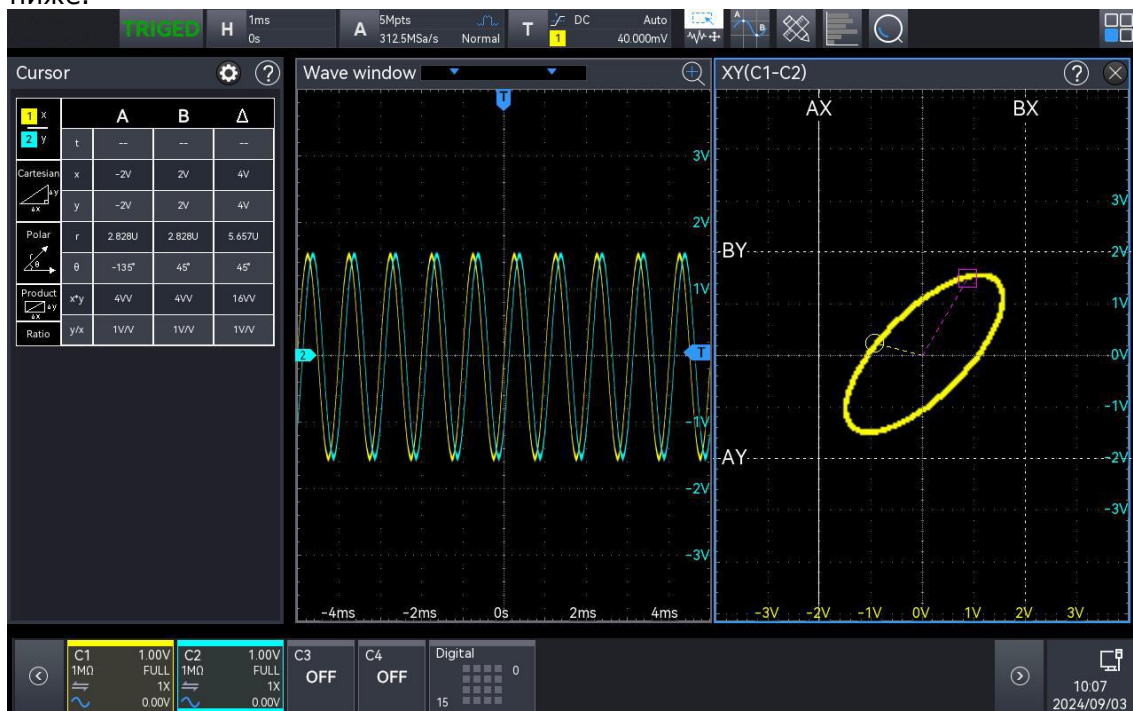 ниже.
TRIGED H 1ms 0s A 5Mpts 312.5MSa/s Normal T DC 1 Auto 40.000mV A B
Cursor ?
1 x A B Δ
2 y t -- -- --
Cartesian x -2V 2V 4V
Δy Δx y -2V 2V 4V
Polar r 2.828U 2.828U 5.657U
r θ θ -135° 45° 45°
Product Δy Δx x*y 4VV 4VV 16VV
Ratio y/x 1V/V 1V/V 1V/V
Wave window
T
3V
2V
1V
2 T
-1V
-2V
-3V
-4ms -2ms 0s 2ms 4ms
XY(C1-C2) ?
AX BX
3V
BY 2V
1V
0V
-1V
AY -2V
-3V
-3V -2V -1V 0V 1V 2V 3V
C1 1.00V
1MΩ FULL
1X
0.00V
C2 1.00V
1MΩ FULL
1X
0.00V
C3
OFF
C4
OFF
Digital
0
15
10:07
2024/09/03